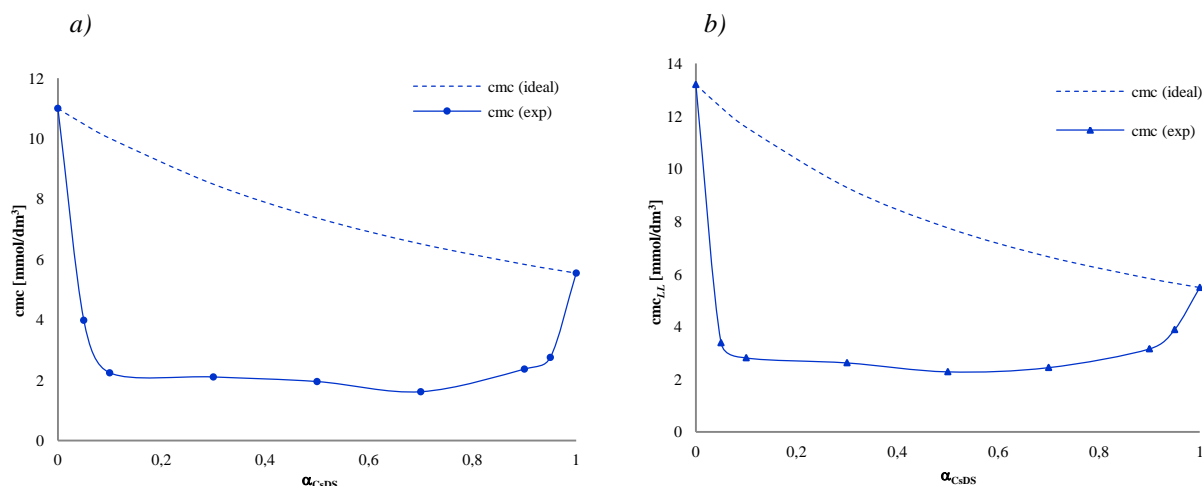 a)
cmc (ideal)
cmc (exp)
cmc [mmol/dm³]
12
10
8
6
4
2
0
0
0,2
0,4
0,6
0,8
1
αCsDS
b)
cmc (ideal)
cmc (exp)
cmcLL [mmol/dm³]
14
12
10
8
6
4
2
0
0
0,2
0,4
0,6
0,8
1
αCsDS